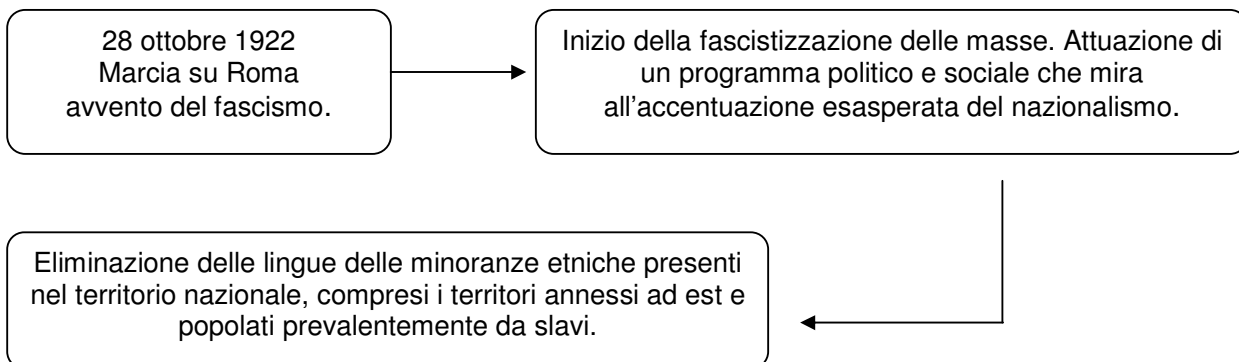 28 ottobre 1922
Marcia su Roma
avvento del fascismo.
Inizio della fascistizzazione delle masse. Attuazione di
un programma politico e sociale che mira
all’accentuazione esasperata del nazionalismo.
Eliminazione delle lingue delle minoranze etniche presenti
nel territorio nazionale, compresi i territori annessi ad est e
popolati prevalentemente da slavi.